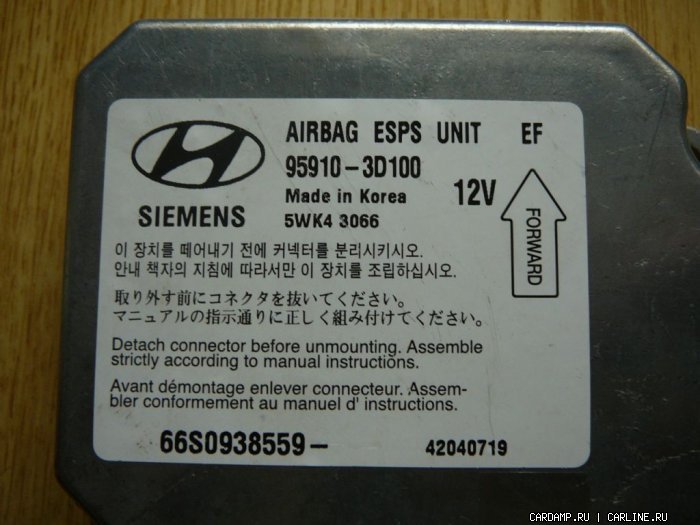 AIRBAG ESPS UNIT EF
95910-3D100
Made in Korea 12V
SIEMENS 5WK4 3066
FORWARD
이 장치를 떼어내기 전에 커넥터를 분리시키시오.
안내 책자의 지침에 따라서만 이 장치를 조립하십시오.
取り外す前にコネクタを抜いてください。
マニュアルの指示通りに正しく組み付けてください。
Detach connector before unmounting. Assemble
strictly according to manual instructions.
Avant démontage enlever connecteur. Assem-
bler conformement au manuel d' instructions.
66S0938559- 42040719
CARDAMP.RU | CARLINE.RU